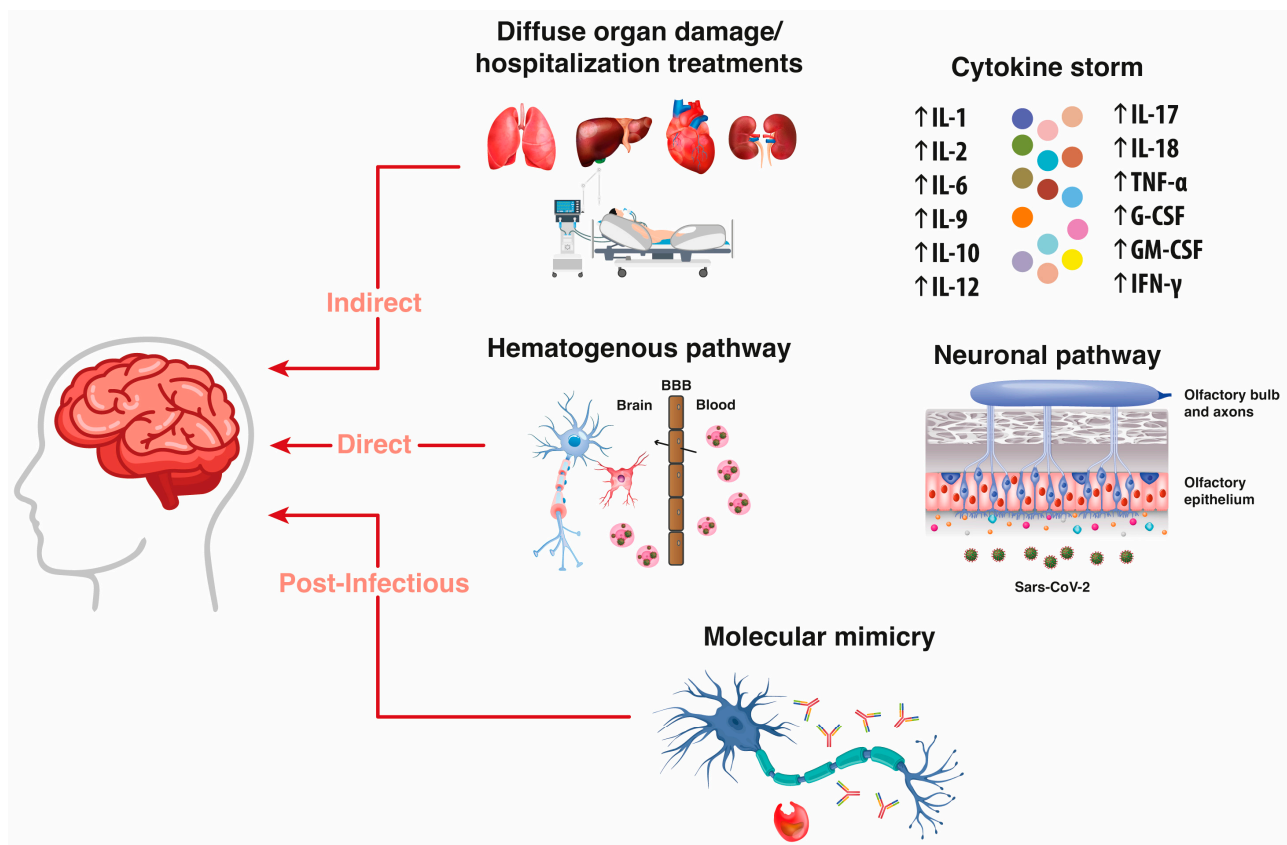 Diffuse organ damage/
hospitalization treatments
Cytokine storm
↑IL-1
↑IL-2
↑IL-6
↑IL-9
↑IL-10
↑IL-12
↑IL-17
↑IL-18
↑TNF-α
↑G-CSF
↑GM-CSF
↑IFN-γ
Indirect
Hematogenous pathway
BBB
Brain
Blood
Neuronal pathway
Olfactory bulb
and axons
Olfactory
epithelium
Sars-CoV-2
Direct
Post-Infectious
Molecular mimicry